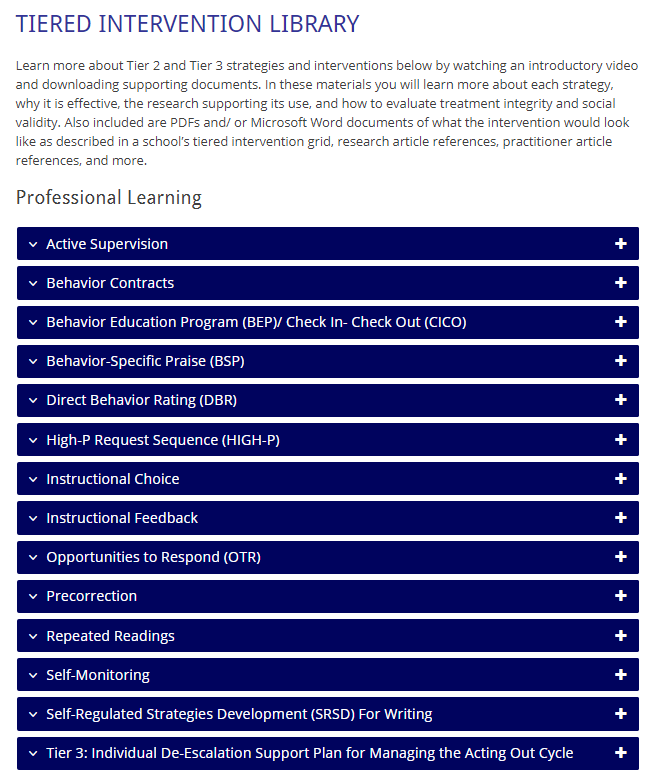 TIERED INTERVENTION LIBRARY
Learn more about Tier 2 and Tier 3 strategies and interventions below by watching an introductory video
and downloading supporting documents. In these materials you will learn more about each strategy,
why it is effective, the research supporting its use, and how to evaluate treatment integrity and social
validity. Also included are PDFs and/ or Microsoft Word documents of what the intervention would look
like as described in a school's tiered intervention grid, research article references, practitioner article
references, and more.
Professional Learning
Active Supervision
Behavior Contracts
Behavior Education Program (BEP)/ Check In- Check Out (CICO)
Behavior-Specific Praise (BSP)
Direct Behavior Rating (DBR)
High-P Request Sequence (HIGH-P)
Instructional Choice
Instructional Feedback
Opportunities to Respond (OTR)
Precorrection
Repeated Readings
Self-Monitoring
Self-Regulated Strategies Development (SRSD) For Writing
Tier 3: Individual De-Escalation Support Plan for Managing the Acting Out Cycle